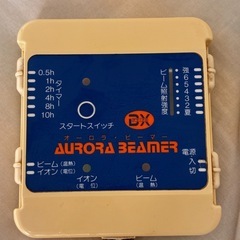 0.5h
1h
2h
4h
8h
10h
タイマー
スタートスイッチ
DX
ビーム照射強度
強
6
5
4
3
2
夏
オーロラ・ビーマー
AURORA BEAMER
ビーム(温熱)
イオン(電位)
イオン
(電位)
ビーム
(温熱)
電源
入
切